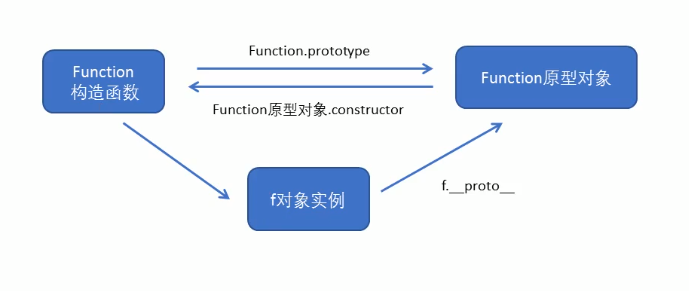 Function.prototype
Function
构造函数
Function原型对象
Function原型对象.constructor
f对象实例
f.__proto__